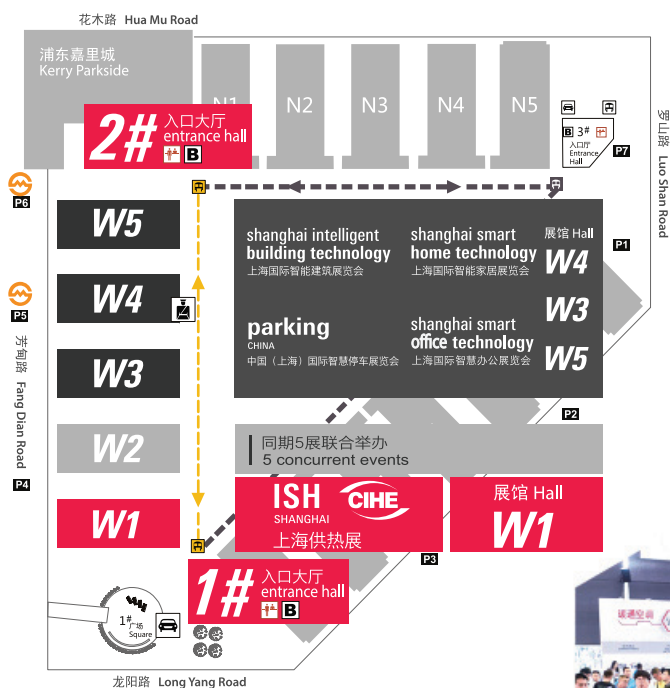 花木路 Hua Mu Road
浦东嘉里城
Kerry Parkside
N1
N2
N3
N4
N5
2#
入口大厅
entrance hall
B
B 3#
入口厅
Entrance
Hall
P7
罗山路 Luo Shan Road
P6
W5
W4
P5
芳甸路 Fang Dian Road
W3
W2
P4
W1
shanghai intelligent
building technology
上海国际智能建筑展览会
shanghai smart
home technology
上海国际智能家居展览会
parking
CHINA
中国（上海）国际智慧停车展览会
shanghai smart
office technology
上海国际智慧办公展览会
展馆 Hall
W4
W3
W5
P1
P2
同期5展联合举办
5 concurrent events
ISH
SHANGHAI
CIHE
上海供热展
展馆 Hall
W1
P3
1#
入口大厅
entrance hall
B
1#
广场
Square
龙阳路 Long Yang Road
暖通空调